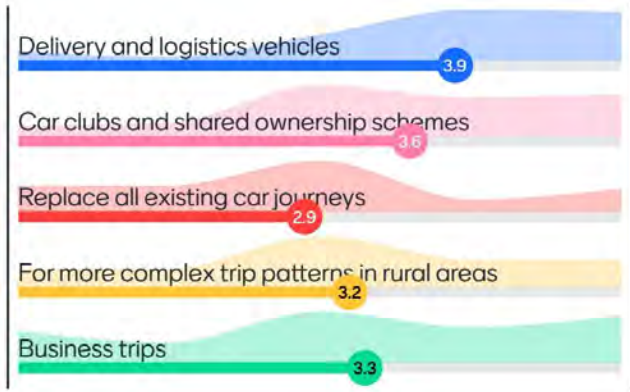 Delivery and logistics vehicles
3.9
Car clubs and shared ownership schemes
3.6
Replace all existing car journeys
2.9
For more complex trip patterns in rural areas
3.2
Business trips
3.3